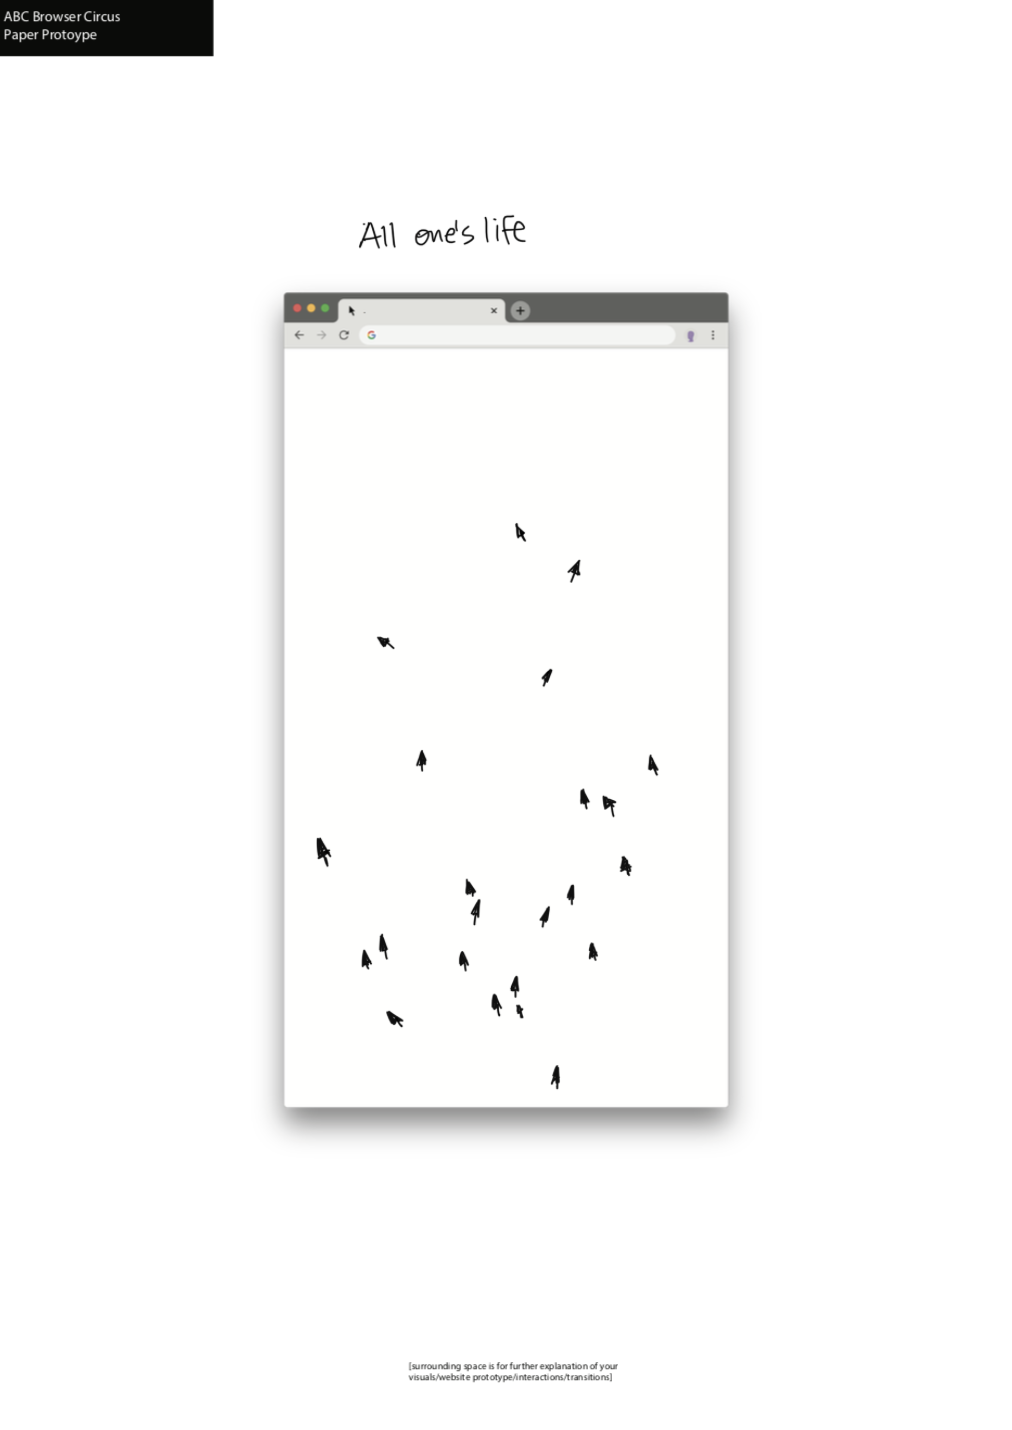 ABC Browser Circus
Paper Protoype
All one's life
[surrounding space is for further explanation of your
visuals/website prototype/interactions/transitions]